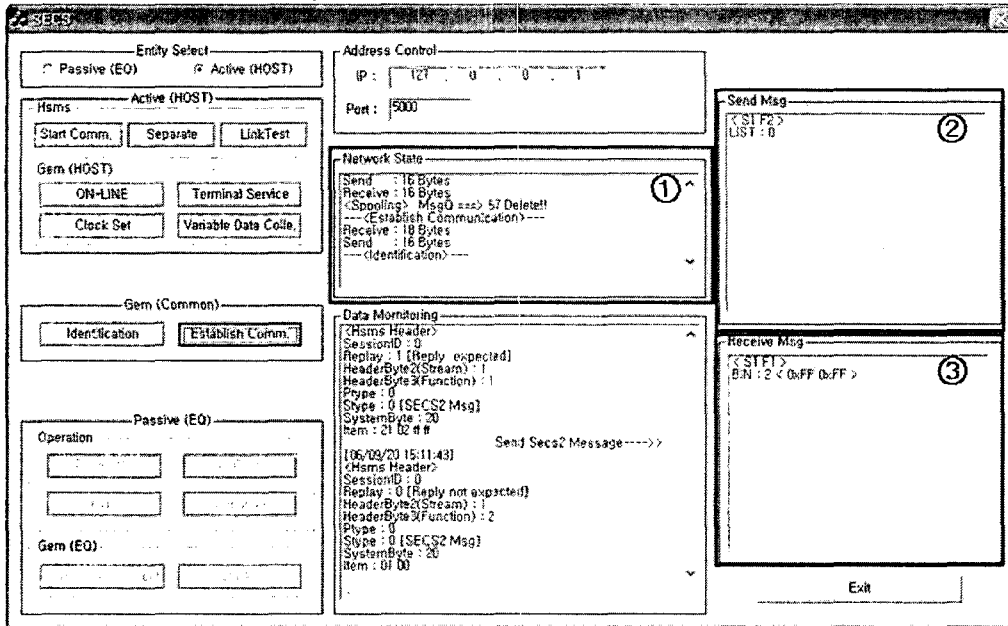 SECS
Entity Select
Passive (EQ) Active (HOST)
Active (HOST)
Hsms
Start Comm. Separate LinkTest
Gem (HOST)
ON-LINE Terminal Service
Clock Set Variable Data Colle.
Gem (Common)
Identification Establish Comm.
Passive (EQ)
Operation
Gem (EQ)
Address Control
IP : 127 . 0 . 0 . 1
Port : 5000
Network State
①
Send : 16 Bytes
Receive : 16 Bytes
<Spooling> MsgQ ===> 57 Delete!!
---<Establish Communication>---
Receive : 18 Bytes
Send : 16 Bytes
---<Identification>---
Data Mornitoring
<Hsms Header>
SessionID : 0
Replay : 1 [Reply expected]
HeaderByte2(Stream) : 1
HeaderByte3(Function) : 1
Ptype : 0
Stype : 0 [SECS2 Msg]
SystemByte : 20
Item : 21 02 ff ff
Send Secs2 Message---->>
[06/09/20 15:11:43]
<Hsms Header>
SessionID : 0
Replay : 0 [Reply not expected]
HeaderByte2(Stream) : 1
HeaderByte3(Function) : 2
Ptype : 0
Stype : 0 [SECS2 Msg]
SystemByte : 20
Item : 01 00
Send Msg
②
< S1 F2 >
LIST : 0
Receive Msg
③
< S1 F1 >
BIN : 2 < 0xFF 0xFF >
Exit